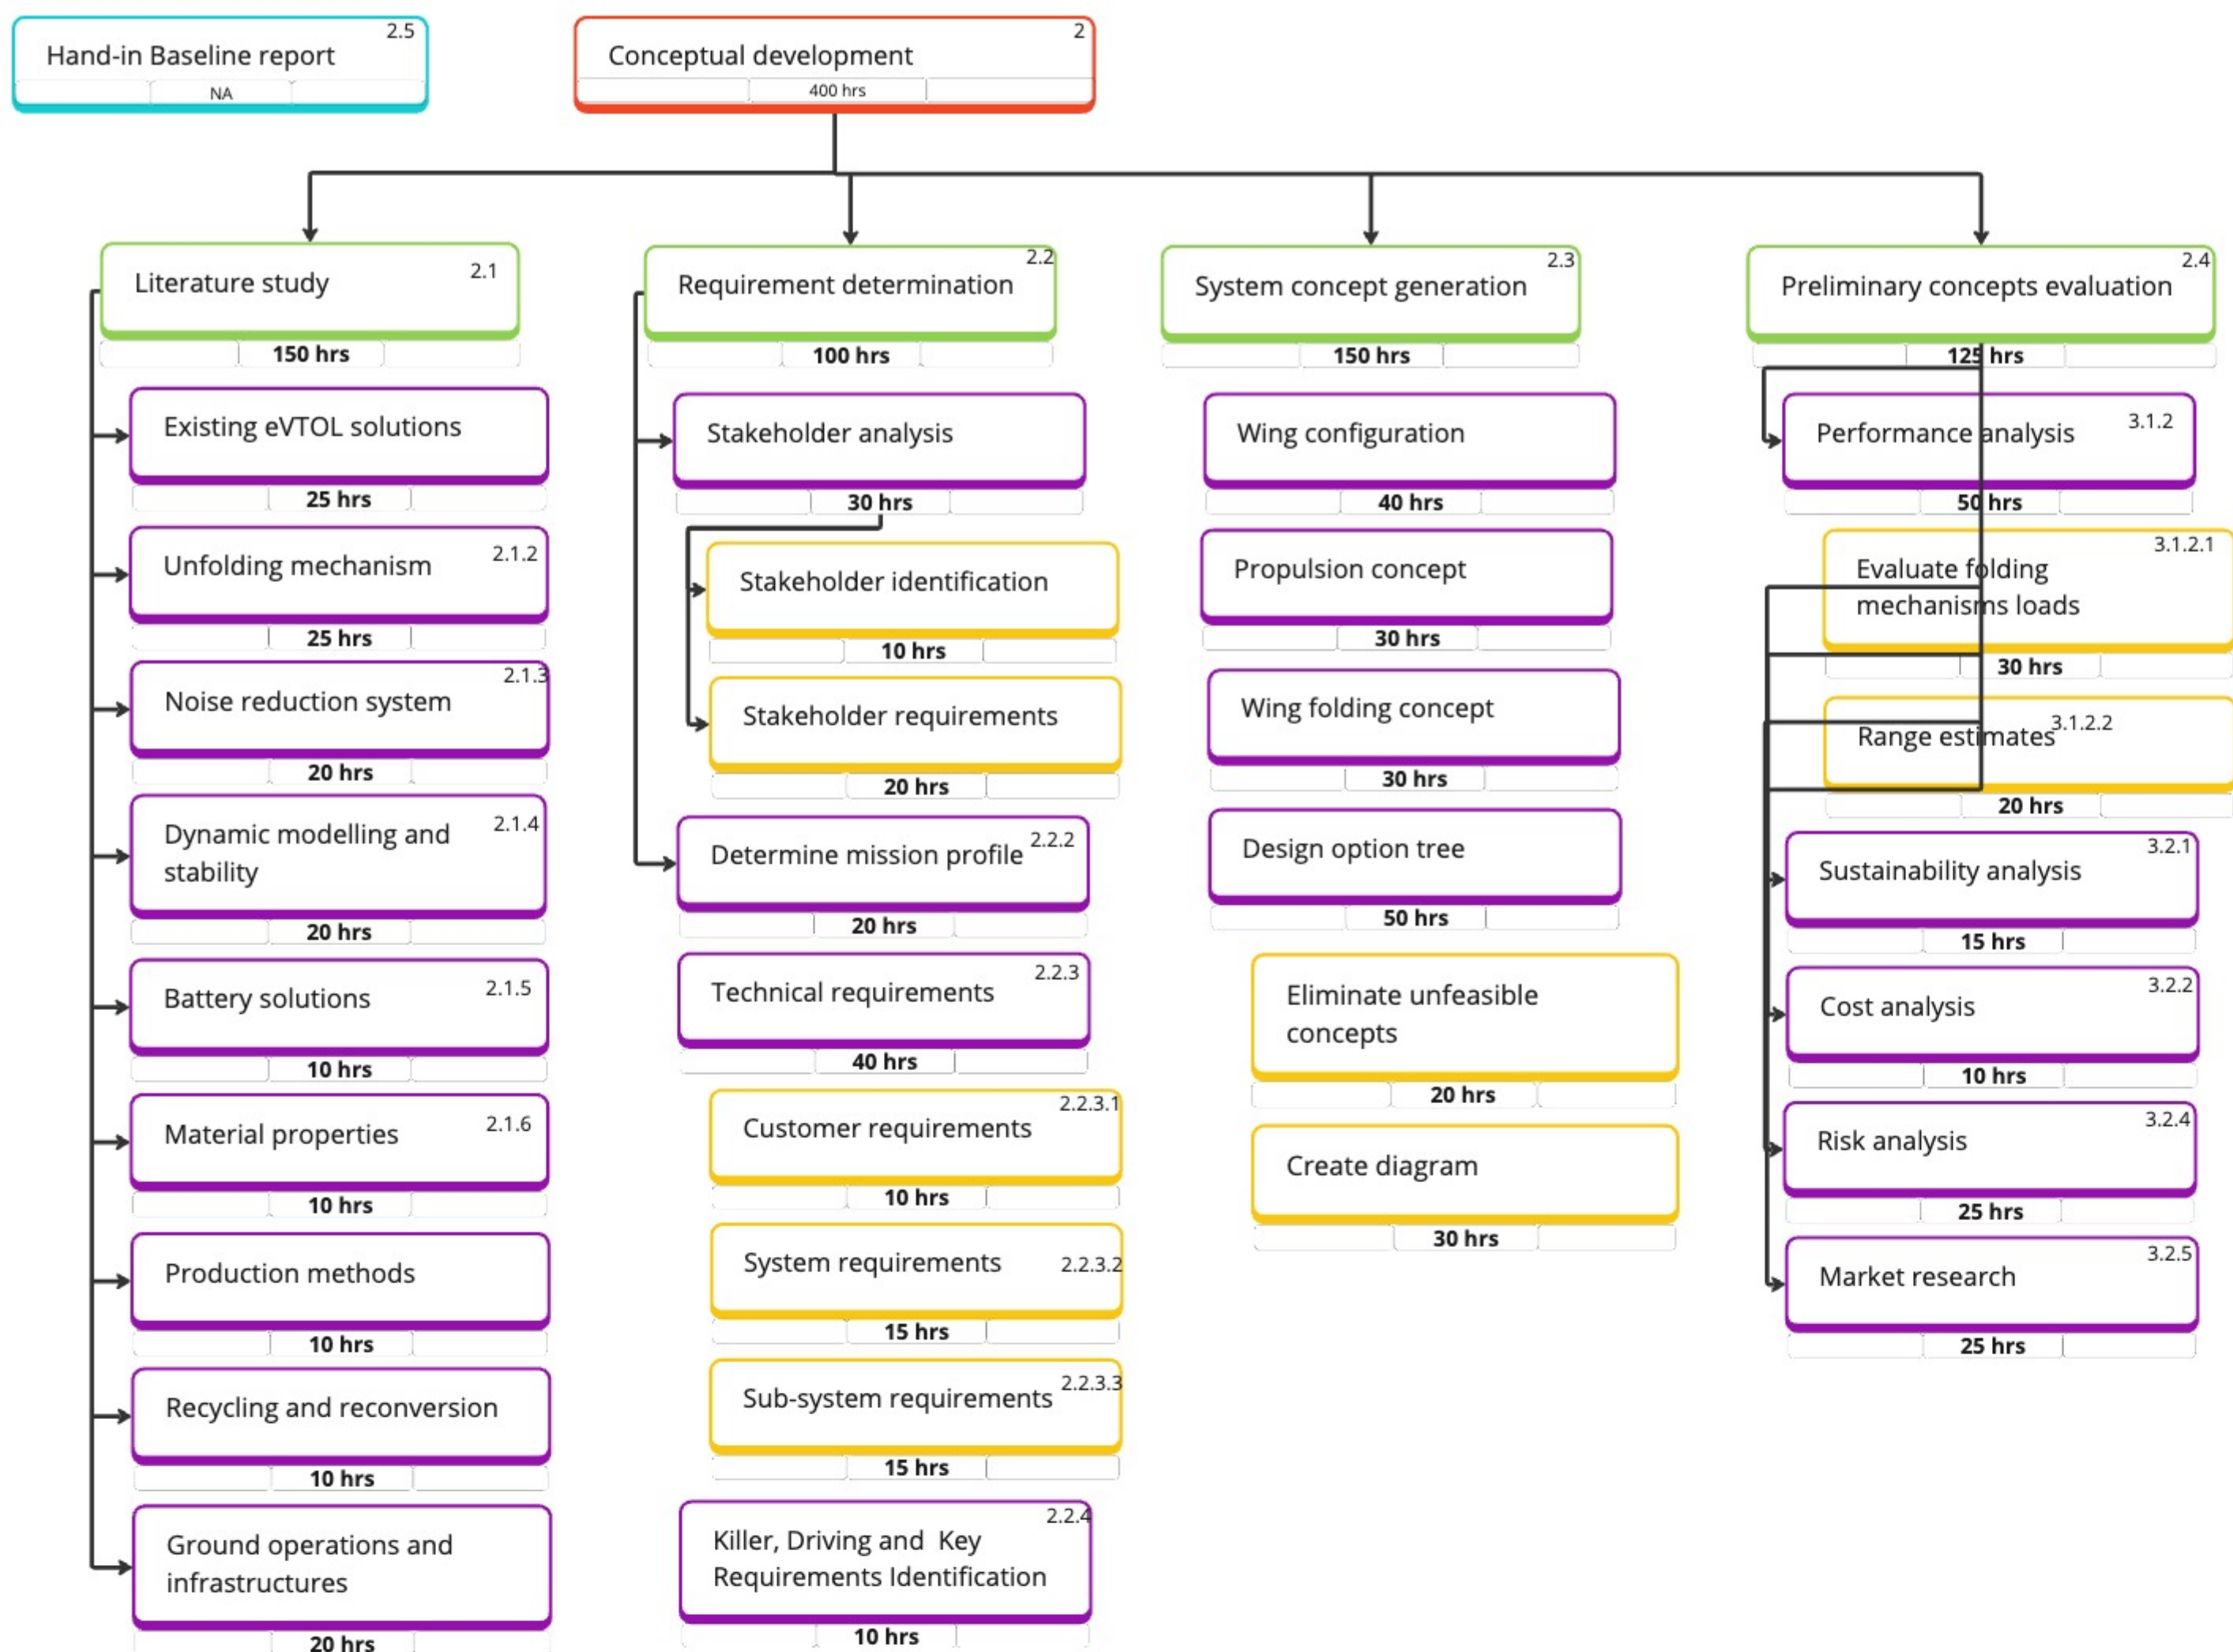 Hand-in Baseline report
2.5
NA
Conceptual development
2
400 hrs
Literature study
2.1
150 hrs
Existing eVTOL solutions
25 hrs
Unfolding mechanism
2.1.2
25 hrs
Noise reduction system
2.1.3
20 hrs
Dynamic modelling and
stability
2.1.4
20 hrs
Battery solutions
2.1.5
10 hrs
Material properties
2.1.6
10 hrs
Production methods
10 hrs
Recycling and reconversion
10 hrs
Ground operations and
infrastructures
20 hrs
Requirement determination
2.2
100 hrs
Stakeholder analysis
30 hrs
Stakeholder identification
10 hrs
Stakeholder requirements
20 hrs
Determine mission profile
2.2.2
20 hrs
Technical requirements
2.2.3
40 hrs
Customer requirements
2.2.3.1
10 hrs
System requirements
2.2.3.2
15 hrs
Sub-system requirements
2.2.3.3
15 hrs
Killer, Driving and Key
Requirements Identification
2.2.4
10 hrs
System concept generation
2.3
150 hrs
Wing configuration
40 hrs
Propulsion concept
30 hrs
Wing folding concept
30 hrs
Design option tree
50 hrs
Eliminate unfeasible
concepts
20 hrs
Create diagram
30 hrs
Preliminary concepts evaluation
2.4
125 hrs
Performance analysis
3.1.2
50 hrs
Evaluate folding
mechanisms loads
3.1.2.1
30 hrs
Range estimates
3.1.2.2
20 hrs
Sustainability analysis
3.2.1
15 hrs
Cost analysis
3.2.2
10 hrs
Risk analysis
3.2.4
25 hrs
Market research
3.2.5
25 hrs